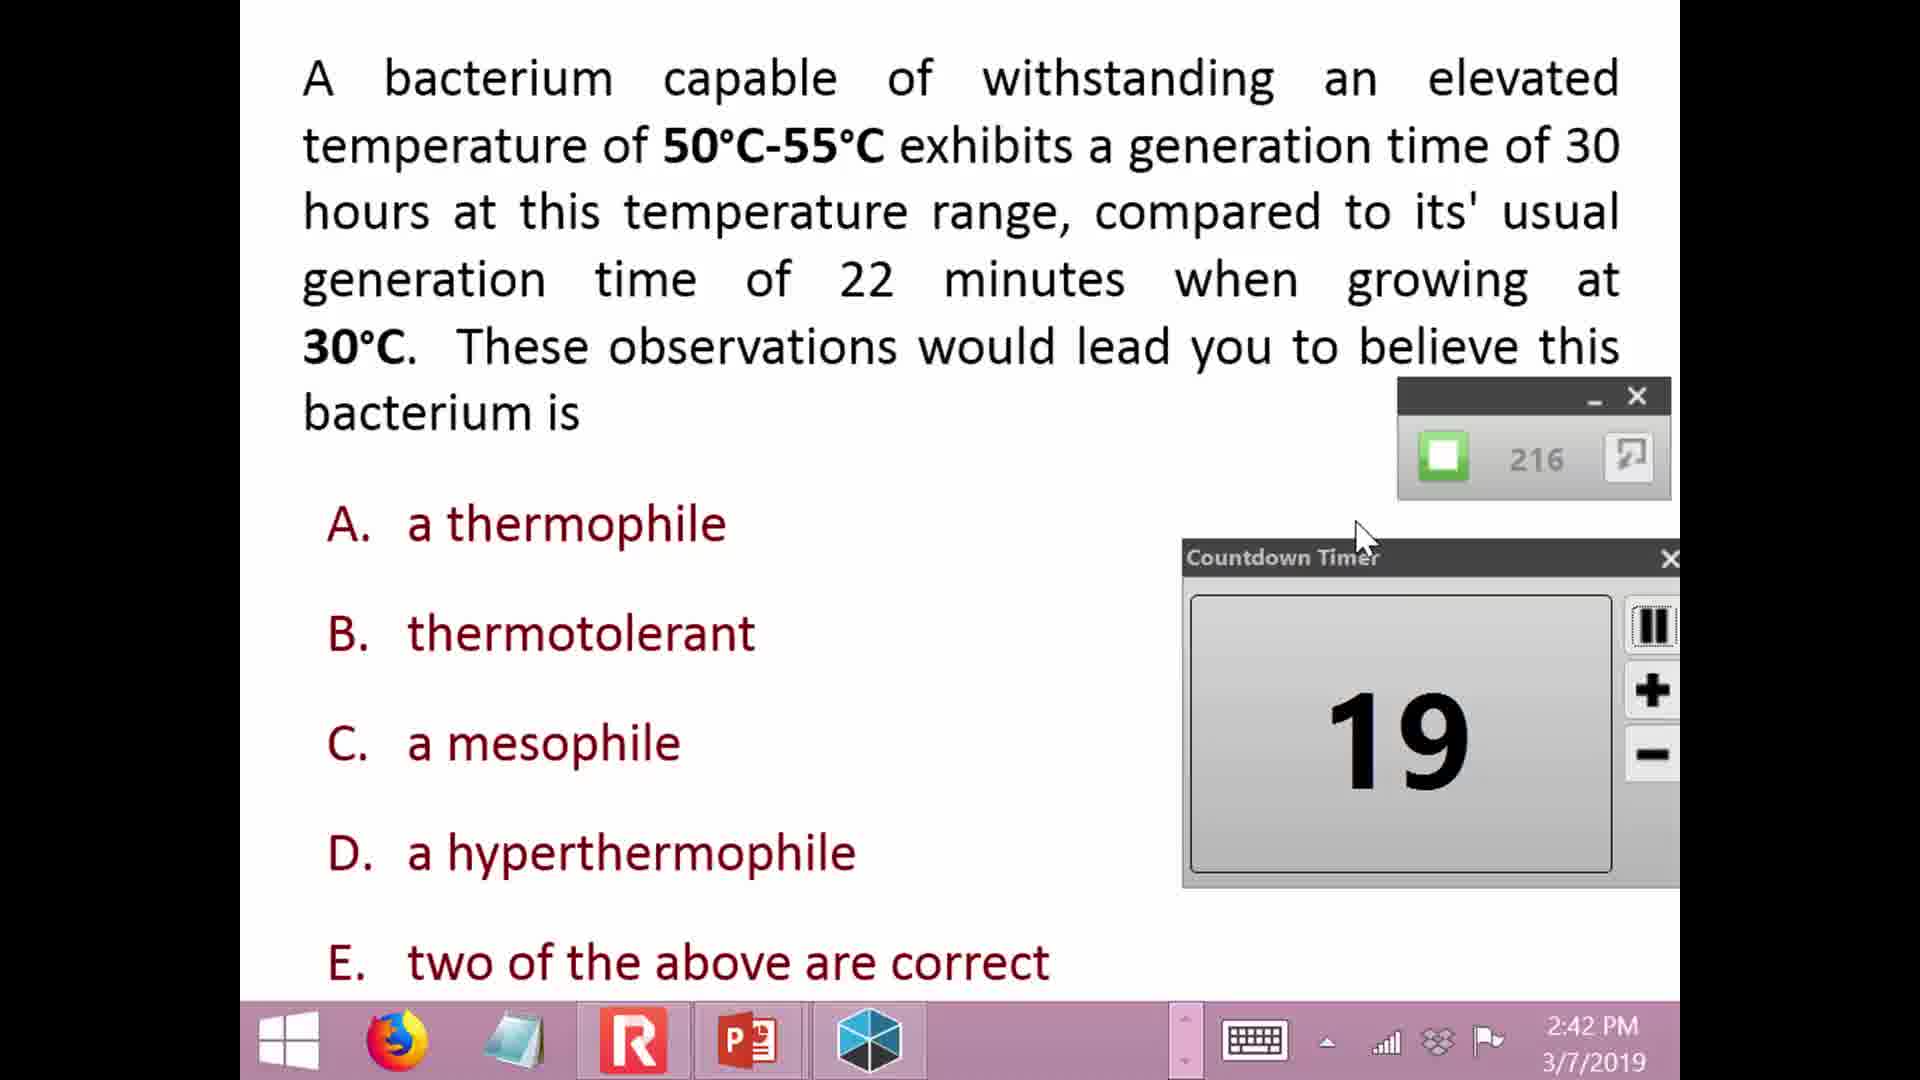 A bacterium capable of withstanding an elevated
temperature of 50°C-55°C exhibits a generation time of 30
hours at this temperature range, compared to its' usual
generation time of 22 minutes when growing at
30°C. These observations would lead you to believe this
bacterium is
216
A. a thermophile
Countdown Timer
B. thermotolerant
19
C. a mesophile
D. a hyperthermophile
E. two of the above are correct
2:42 PM
3/7/2019